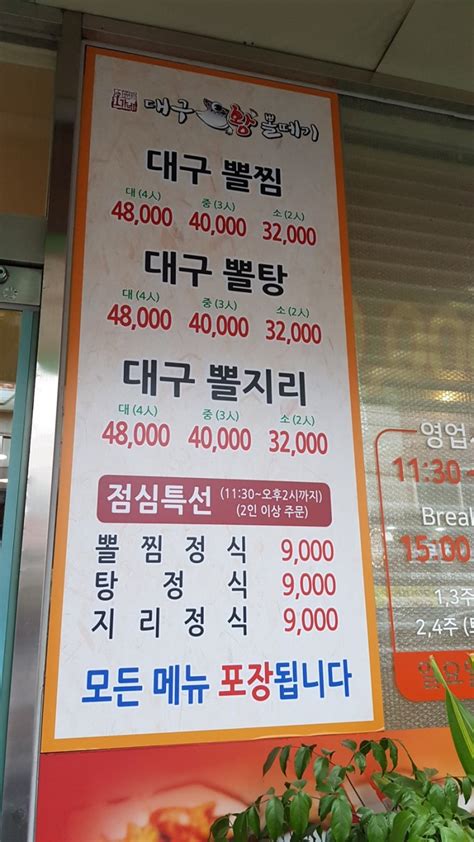 대구 왕 뽈떼기
대구 뽈찜
대 (4人) 중 (3人) 소 (2人)
48,000 40,000 32,000
대구 뽈탕
대 (4人) 중 (3人) 소 (2人)
48,000 40,000 32,000
대구 뽈지리
대 (4人) 중 (3人) 소 (2人)
48,000 40,000 32,000
점심특선 (11:30~오후2시까지)
(2인 이상 주문)
뽈찜정식 9,000
탕정식 9,000
지리정식 9,000
모든 메뉴 포장됩니다
영업
11:30
Break
15:00
1,3주
2,4주
일요일